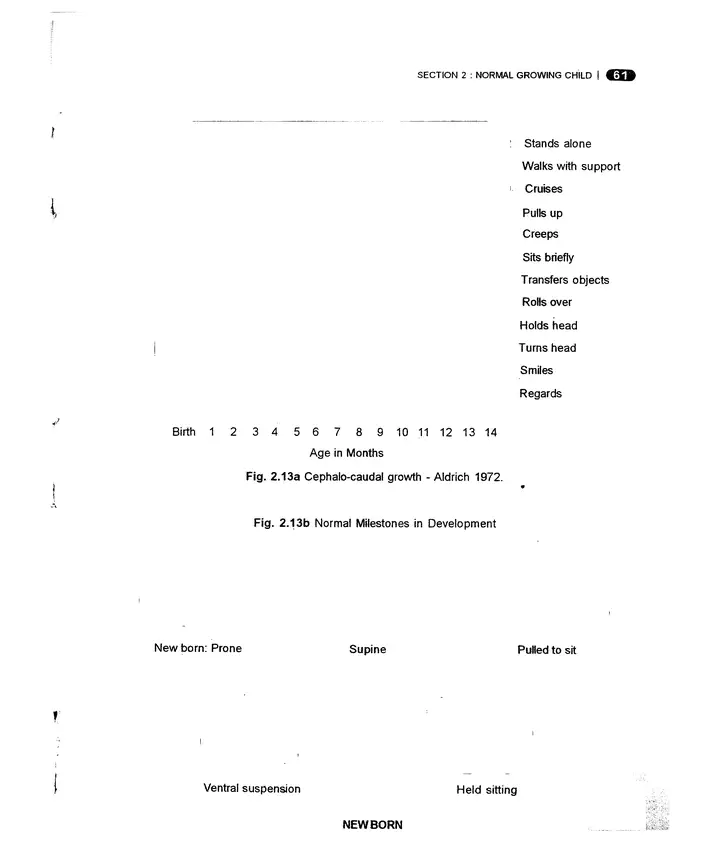 SECTION 2 : NORMAL GROWING CHILD | 61
Stands alone
Walks with support
Cruises
Pulls up
Creeps
Sits briefly
Transfers objects
Rolls over
Holds head
Turns head
Smiles
Regards
Birth 1 2 3 4 5 6 7 8 9 10 11 12 13 14
Age in Months
Fig. 2.13a Cephalo-caudal growth - Aldrich 1972.
Fig. 2.13b Normal Milestones in Development
New born: Prone Supine Pulled to sit
Ventral suspension Held sitting
NEW BORN